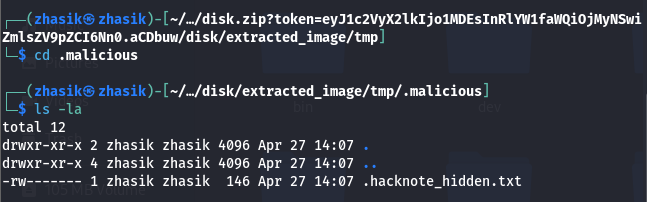 (zhasik㉿zhasik)-[~/…/disk.zip?token=eyJ1c2VyX2lkIjo1MDEsInRlYW1faWQiOjMyNSwi
ZmlsZV9pZCI6Nn0.aCDbuw/disk/extracted_image/tmp]
$ cd .malicious
(zhasik㉿zhasik)-[~/…/disk/extracted_image/tmp/.malicious]
$ ls -la
total 12
drwxr-xr-x 2 zhasik zhasik 4096 Apr 27 14:07 .
drwxr-xr-x 4 zhasik zhasik 4096 Apr 27 14:07 ..
-rw------- 1 zhasik zhasik  146 Apr 27 14:07 .hacknote_hidden.txt